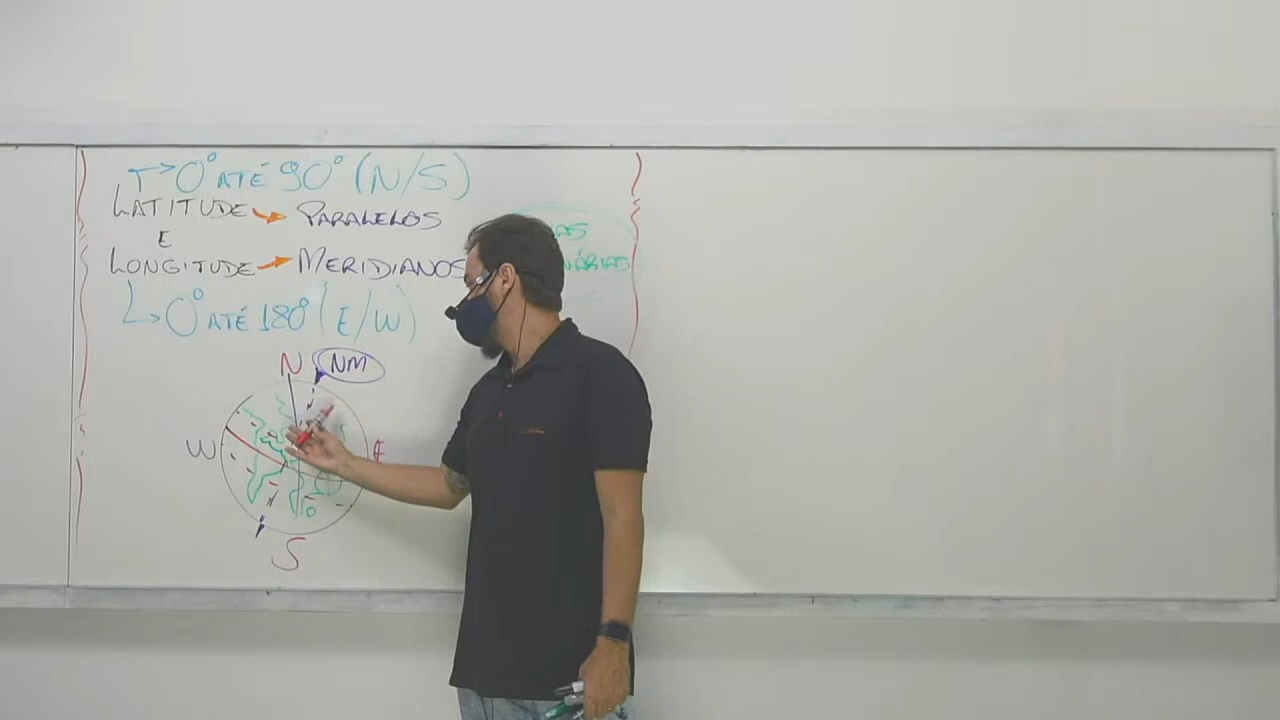 0° ATÉ 90° (N/S)
LATITUDE → PARALELOS
E
LONGITUDE → MERIDIANOS
0° ATÉ 180° (E/W)
N NM
W E
S